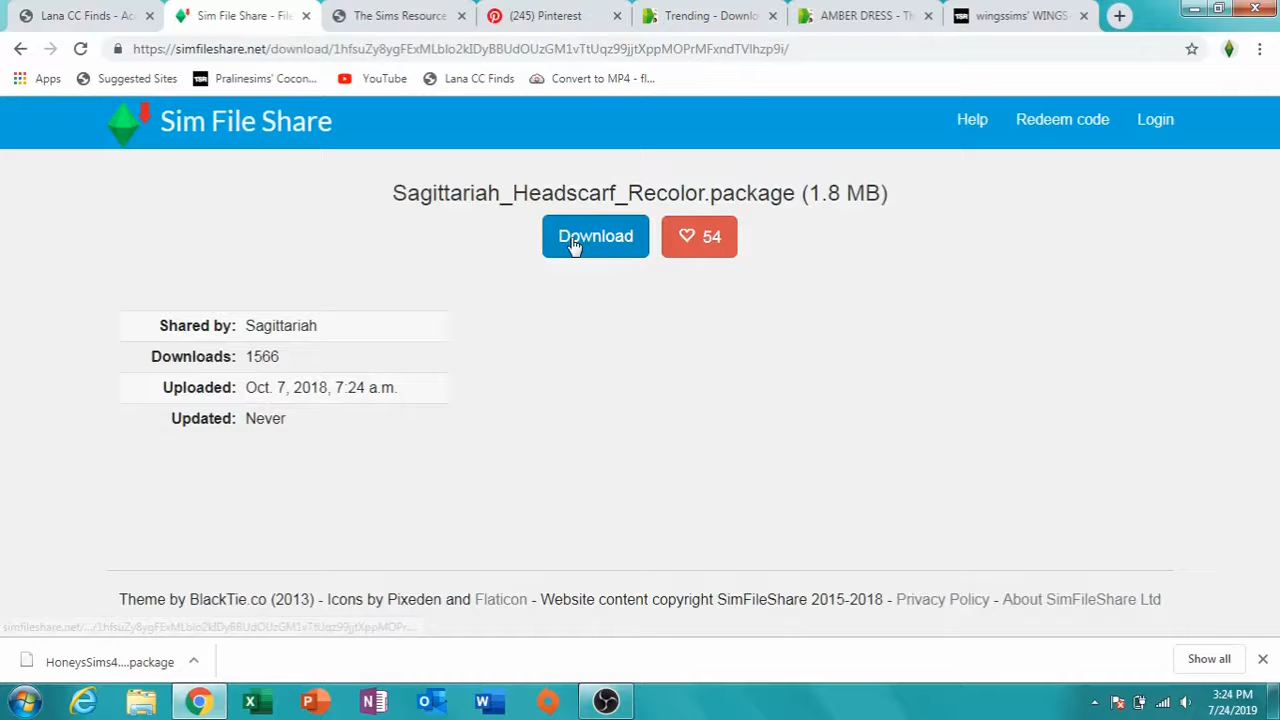 Lana CC Finds - Ac
Sim File Share - File
The Sims Resource
(245) Pinterest
Trending - Downlo
AMBER DRESS - Th
wingssims' WINGS-
https://simfileshare.net/download/1hfsuZy8ygFExMLblo2kIDyBBUdOUzGM1vTtUqz99jjtXppMOPrMFxndTVlhzp9i/
Apps
Suggested Sites
Pralinesims' Cocon...
YouTube
Lana CC Finds
Convert to MP4 - fl...
Sim File Share
Help
Redeem code
Login
Sagittariah_Headscarf_Recolor.package (1.8 MB)
Download
54
Shared by: Sagittariah
Downloads: 1566
Uploaded: Oct. 7, 2018, 7:24 a.m.
Updated: Never
Theme by BlackTie.co (2013) - Icons by Pixeden and Flaticon - Website content copyright SimFileShare 2015-2018 - Privacy Policy - About SimFileShare Ltd
simfileshare.net/.../1hfsuZy8ygFExMLblo2kIDyBBUdOUzGM1vTtUqz99jjtXppMOPr...
HoneysSims4....package
Show all
3:24 PM
7/24/2019